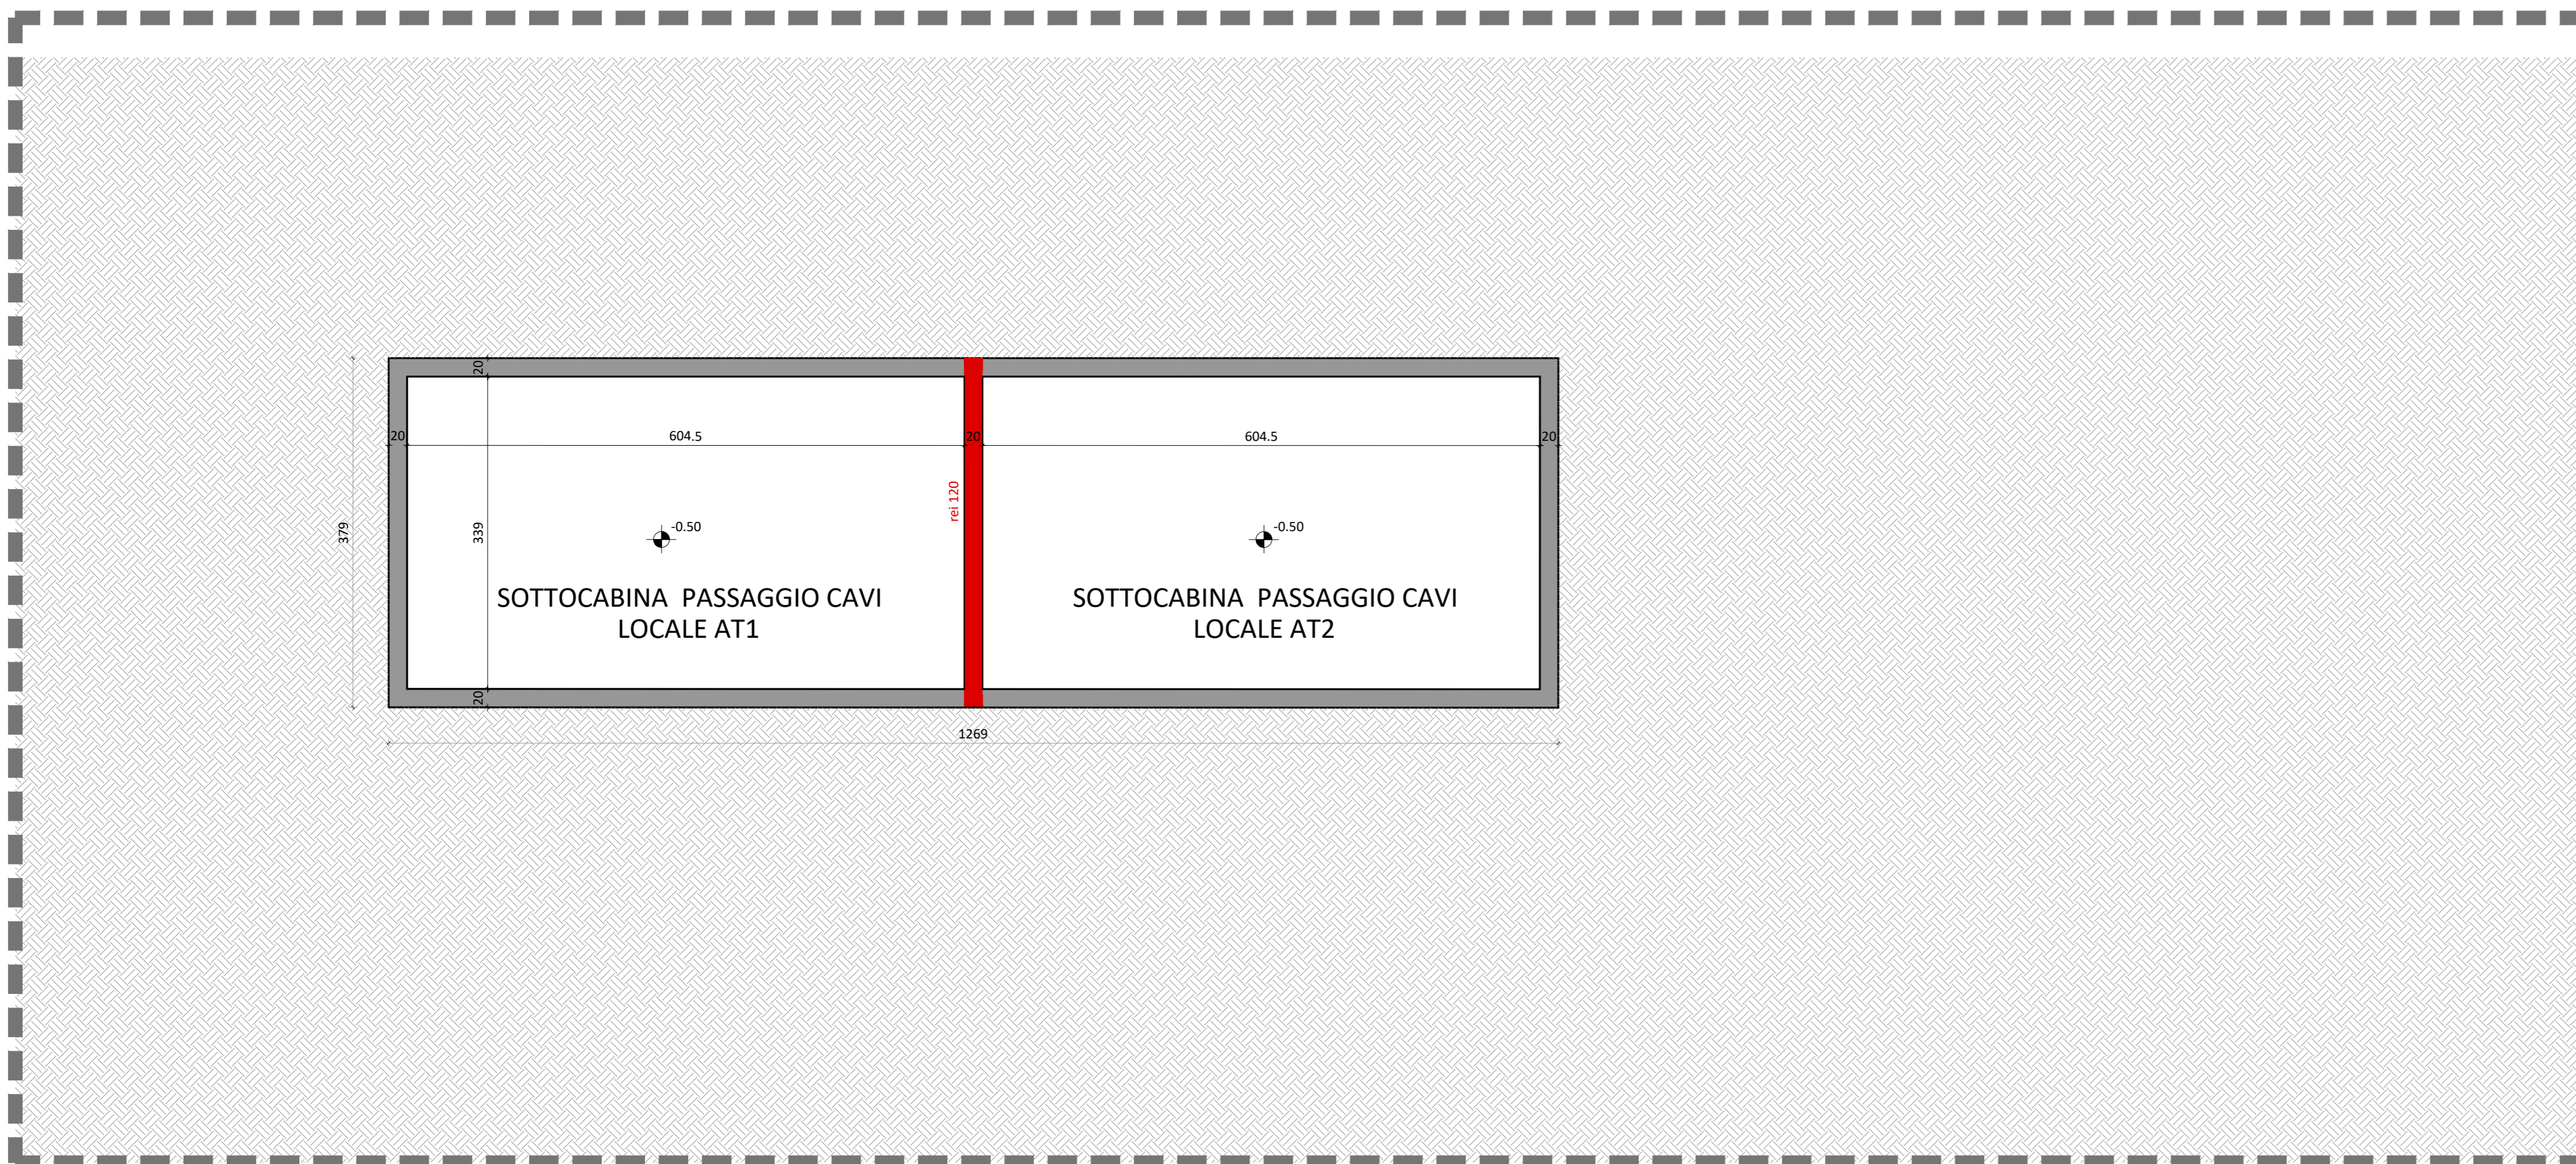 20
20
604.5
20
604.5
20
rei 120
379
339
-0.50
-0.50
SOTTOCABINA PASSAGGIO CAVI
LOCALE AT1
SOTTOCABINA PASSAGGIO CAVI
LOCALE AT2
20
1269